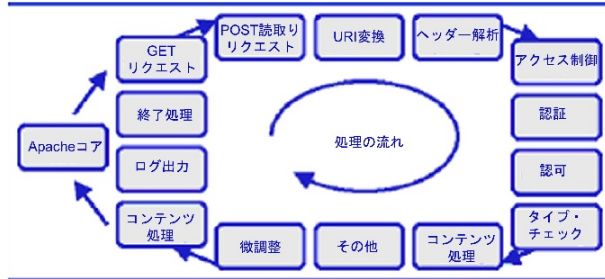 GET
リクエスト
POST読取り
リクエスト
URI変換
ヘッダー解析
アクセス制御
認証
認可
タイプ・
チェック
コンテンツ
処理
その他
微調整
コンテンツ
処理
ログ出力
終了処理
Apacheコア
処理の流れ